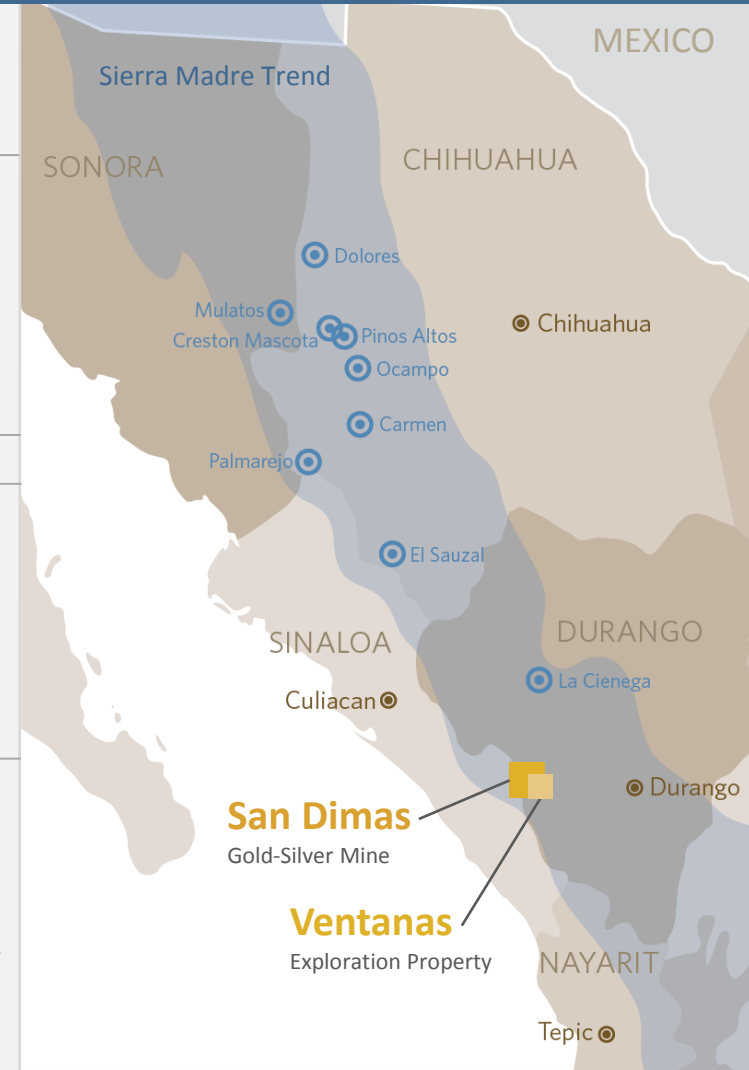 MEXICO
Sierra Madre Trend
SONORA
CHIHUAHUA
Dolores
Mulatos
Chihuahua
Creston Mascota
Pinos Altos
Ocampo
Carmen
Palmarejo
El Sauzal
SINALOA
DURANGO
La Cienega
Culiacan
Durango
San Dimas
Gold-Silver Mine
Ventanas
Exploration Property
NAYARIT
Tepic